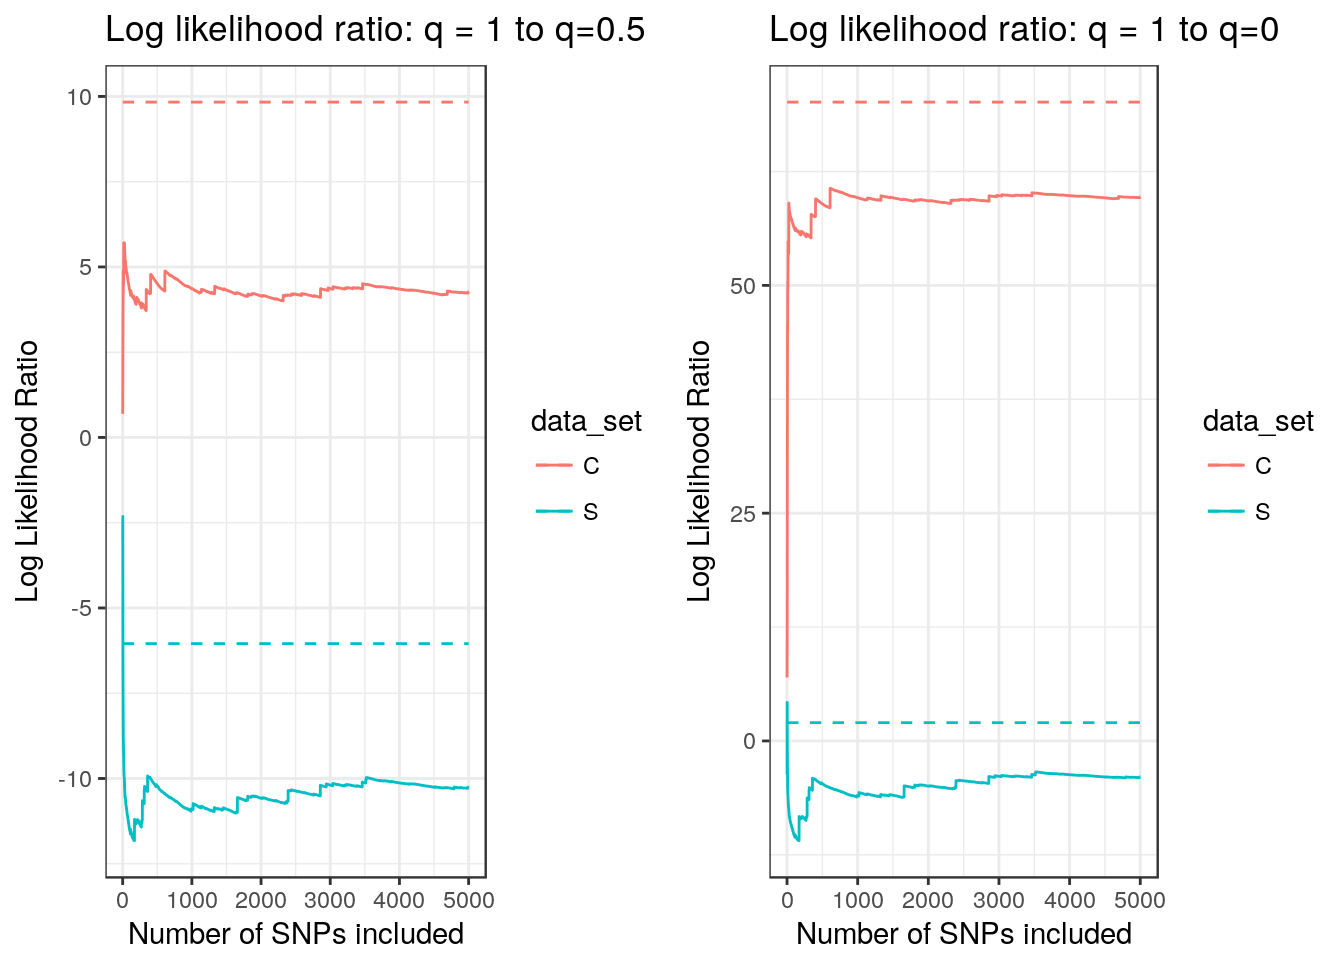 Log likelihood ratio: q = 1 to q=0.5
Log Likelihood Ratio
10
5
0
-5
-10
0 1000 2000 3000 4000 5000
Number of SNPs included
data_set
C
S
Log likelihood ratio: q = 1 to q=0
Log Likelihood Ratio
50
25
0
0 1000 2000 3000 4000 5000
Number of SNPs included
data_set
C
S